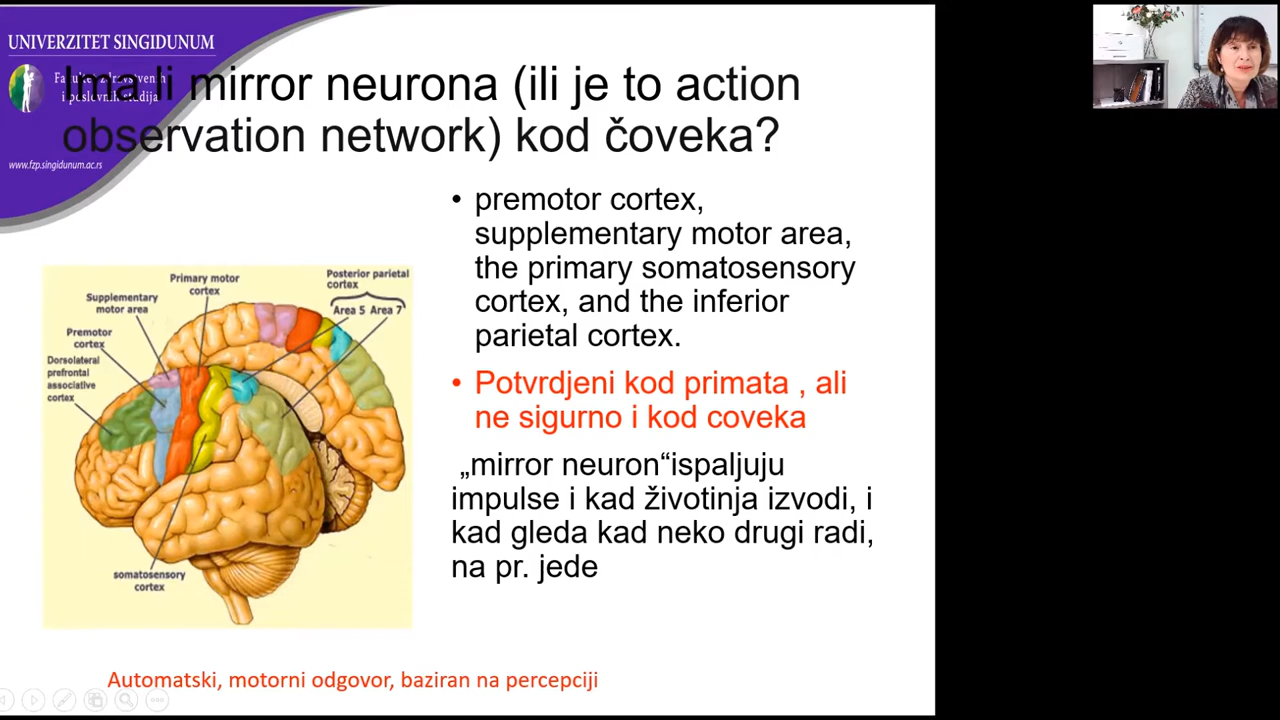 UNIVERZITET SINGIDUNUM
Fakultet zdravstvenih
i poslovnih studija
www.fzp.singidunum.ac.rs
Ima li mirror neurona (ili je to action
observation network) kod čoveka?
• premotor cortex,
supplementary motor area,
the primary somatosensory
cortex, and the inferior
parietal cortex.
• Potvrdjeni kod primata , ali
ne sigurno i kod coveka
„mirror neuron“ispaljuju
impulse i kad životinja izvodi, i
kad gleda kad neko drugi radi,
na pr. jede
Primary motor
cortex
Posterior parietal
cortex
Supplementary
motor area
Area 5 Area 7
Premotor
cortex
Dorsolateral
prefrontal
associative
cortex
somatosensory
cortex
Automatski, motorni odgovor, baziran na percepciji